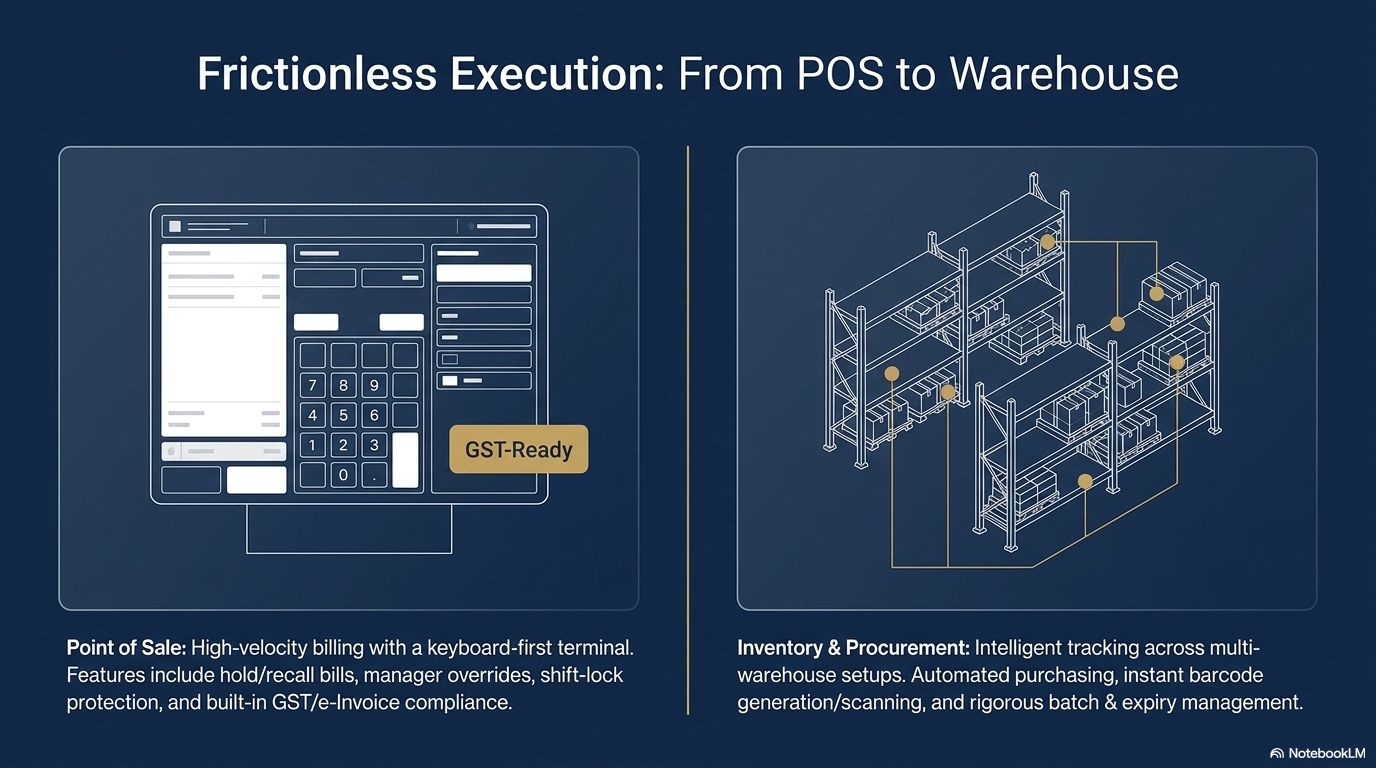 Frictionless Execution: From POS to Warehouse
7 8 9
4 5 6
1 2 3
0 .
GST-Ready
Point of Sale: High-velocity billing with a keyboard-first terminal.
Features include hold/recall bills, manager overrides, shift-lock
protection, and built-in GST/e-Invoice compliance.
Inventory & Procurement: Intelligent tracking across multi-
warehouse setups. Automated purchasing, instant barcode
generation/scanning, and rigorous batch & expiry management.
NotebookLM